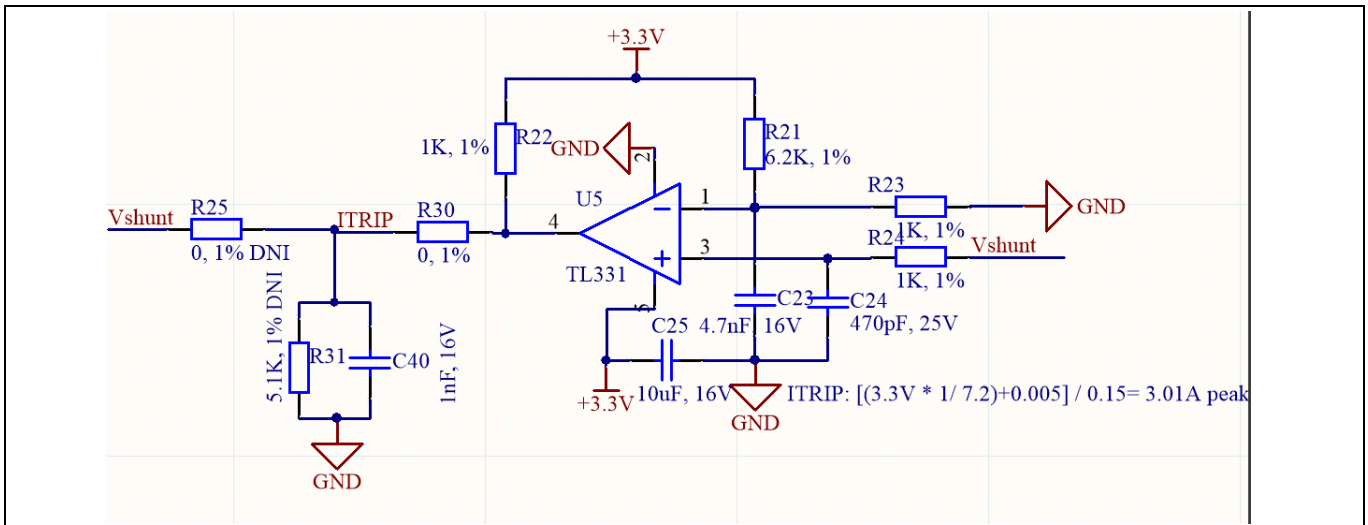 +3.3V
R22
1K, 1%
GND
2
R21
6.2K, 1%
U5
1
R23
1K, 1%
GND
Vshunt
R25
0, 1% DNI
ITRIP
R30
0, 1%
4
3
R24
1K, 1%
Vshunt
TL331
5
5.1K, 1% DNI
R31
C40
1nF, 16V
C25
10uF, 16V
C23
4.7nF, 16V
C24
470pF, 25V
+3.3V
GND
ITRIP: [(3.3V * 1/ 7.2)+0.005] / 0.15= 3.01A peak
GND